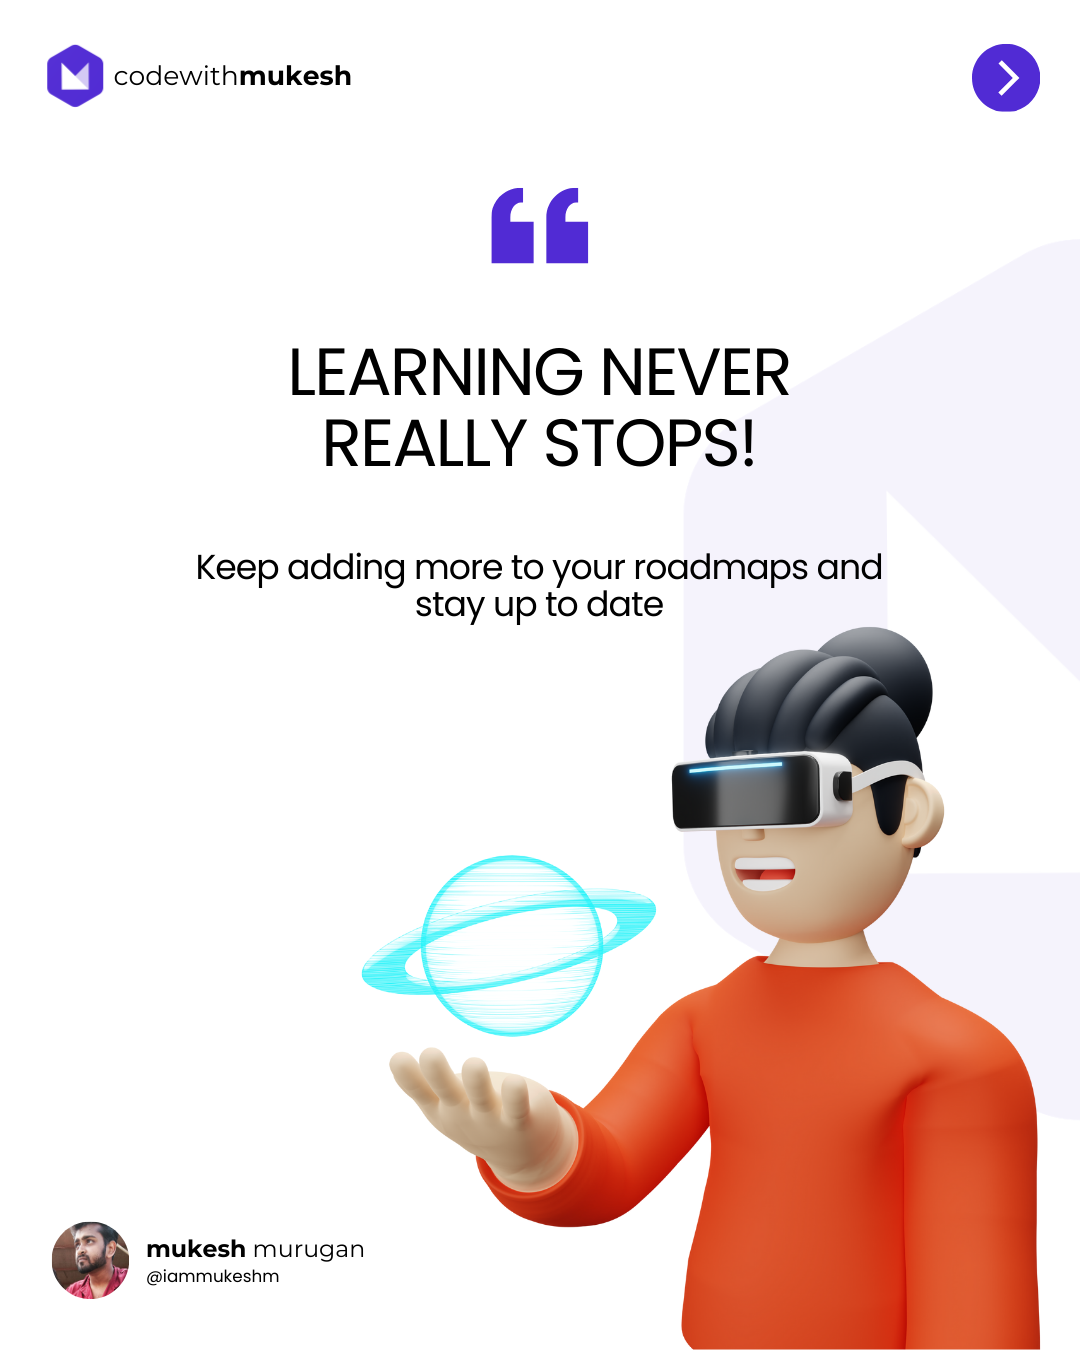 codewithmukesh
LEARNING NEVER
REALLY STOPS!
Keep adding more to your roadmaps and
stay up to date
mukesh murugan
@iammukeshm